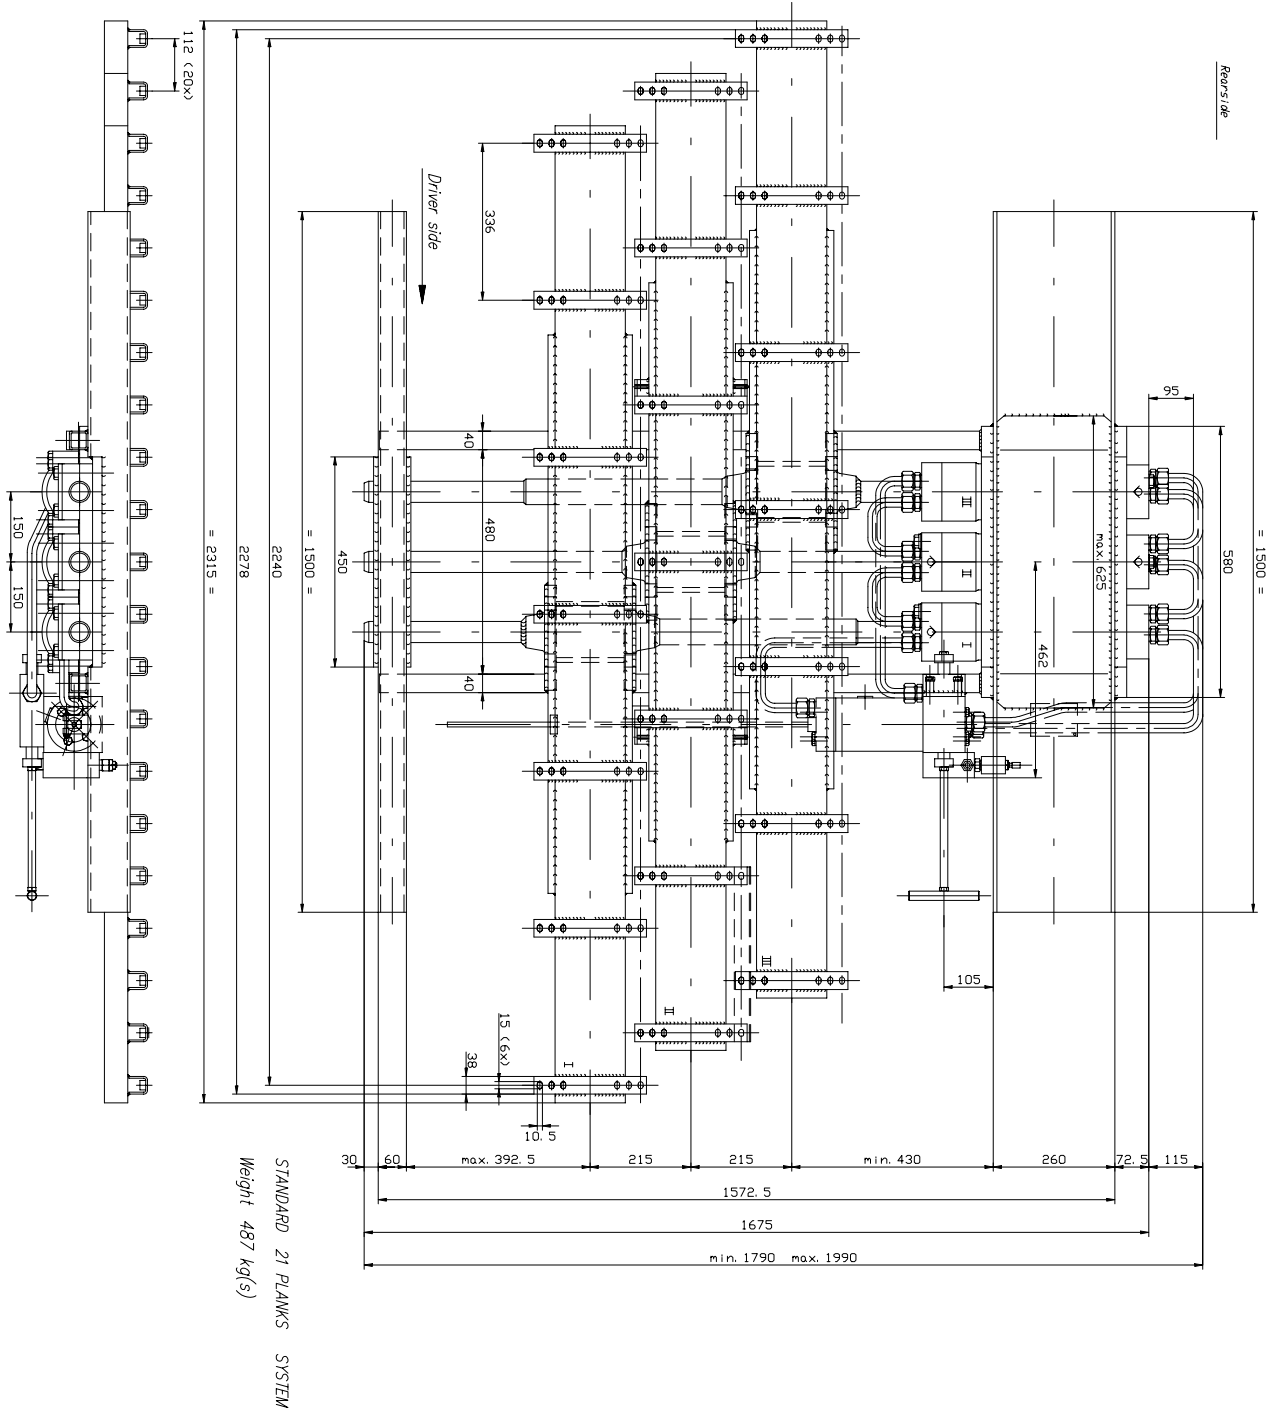 Rearside
112 (20x)
Driver side
336
95
40
480
40
150
150
= 2315 =
2278
2240
= 1500 =
450
III
II
I
max. 625
462
580
= 1500 =
105
III
II
I
15 (6x)
38
10.5
30
60
max. 392.5
215
215
min. 430
260
72.5
115
1572.5
1675
min. 1790 max. 1990
STANDARD 21 PLANKS SYSTEM
Weight 487 kg(s)